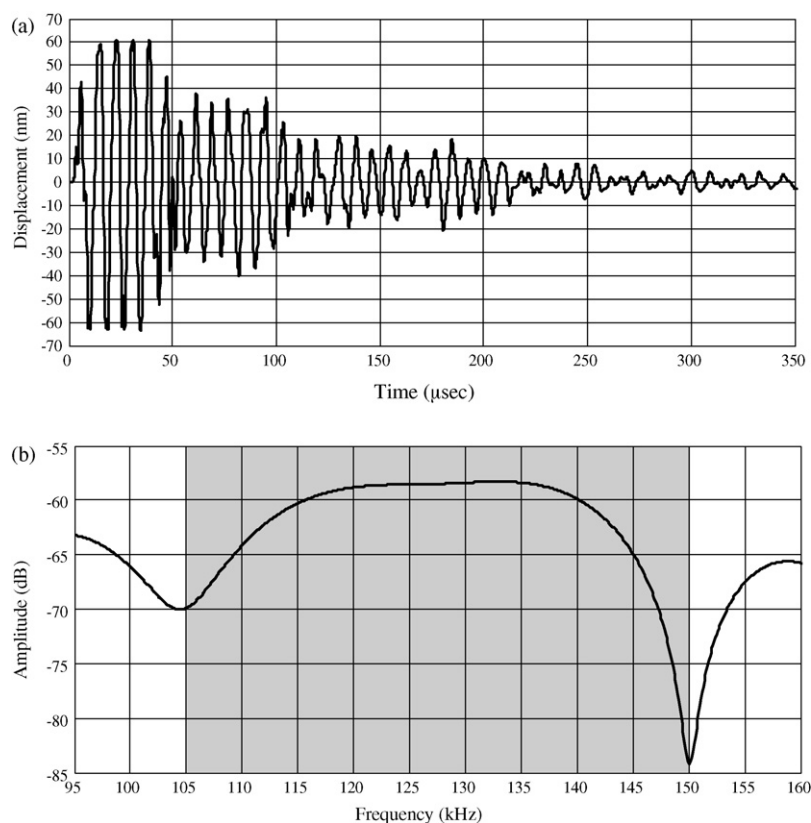 (a)
70
60
50
40
30
20
10
0
-10
-20
-30
-40
-50
-60
-70
Displacement (nm)
0 50 100 150 200 250 300 350
Time (μsec)
(b)
-55
-60
-65
-70
-75
-80
-85
Amplitude (dB)
95 100 105 110 115 120 125 130 135 140 145 150 155 160
Frequency (kHz)